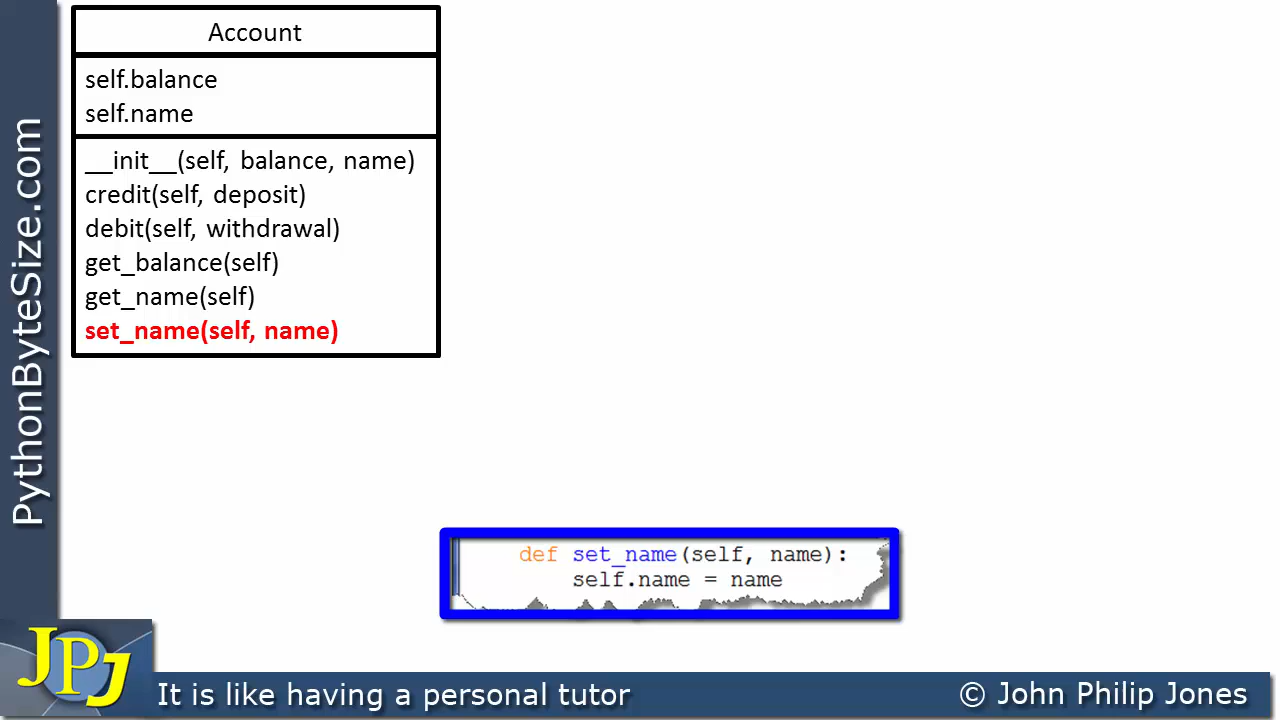 Account
self.balance
self.name
__init__(self, balance, name)
credit(self, deposit)
debit(self, withdrawal)
get_balance(self)
get_name(self)
set_name(self, name)
def set_name(self, name):
self.name = name
PythonByteSize.com
JPJ
It is like having a personal tutor
© John Philip Jones